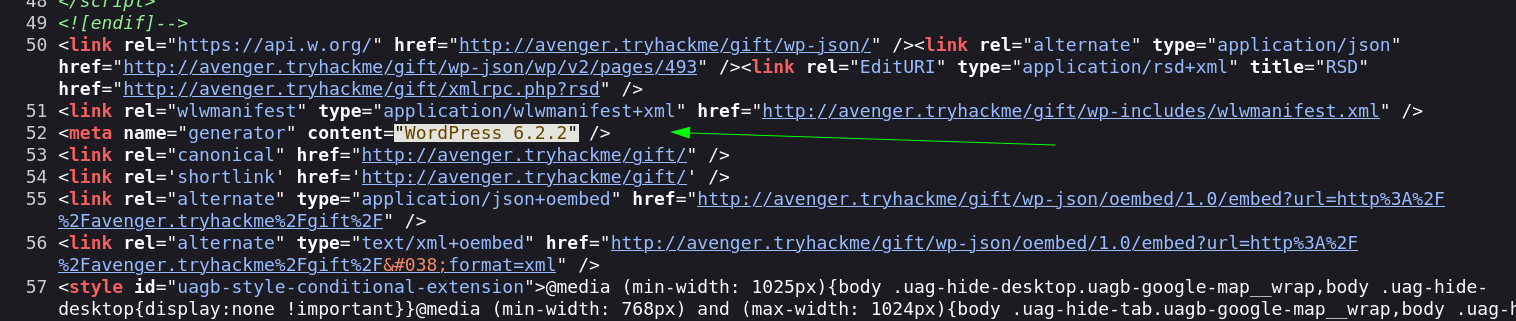 48 </script>
49 <![endif]-->
50 <link rel="https://api.w.org/" href="http://avenger.tryhackme/gift/wp-json/" /><link rel="alternate" type="application/json"
href="http://avenger.tryhackme/gift/wp-json/wp/v2/pages/493" /><link rel="EditURI" type="application/rsd+xml" title="RSD"
href="http://avenger.tryhackme/gift/xmlrpc.php?rsd" />
51 <link rel="wlwmanifest" type="application/wlwmanifest+xml" href="http://avenger.tryhackme/gift/wp-includes/wlwmanifest.xml" />
52 <meta name="generator" content="WordPress 6.2.2" />
53 <link rel="canonical" href="http://avenger.tryhackme/gift/" />
54 <link rel='shortlink' href='http://avenger.tryhackme/gift/' />
55 <link rel="alternate" type="application/json+oembed" href="http://avenger.tryhackme/gift/wp-json/oembed/1.0/embed?url=http%3A%2F
%2Favenger.tryhackme%2Fgift%2F" />
56 <link rel="alternate" type="text/xml+oembed" href="http://avenger.tryhackme/gift/wp-json/oembed/1.0/embed?url=http%3A%2F
%2Favenger.tryhackme%2Fgift%2F&#038;format=xml" />
57 <style id="uagb-style-conditional-extension">@media (min-width: 1025px){body .uag-hide-desktop.uagb-google-map__wrap,body .uag-hide-
desktop{display:none !important}}@media (min-width: 768px) and (max-width: 1024px){body .uag-hide-tab.uagb-google-map__wrap,body .uag-h